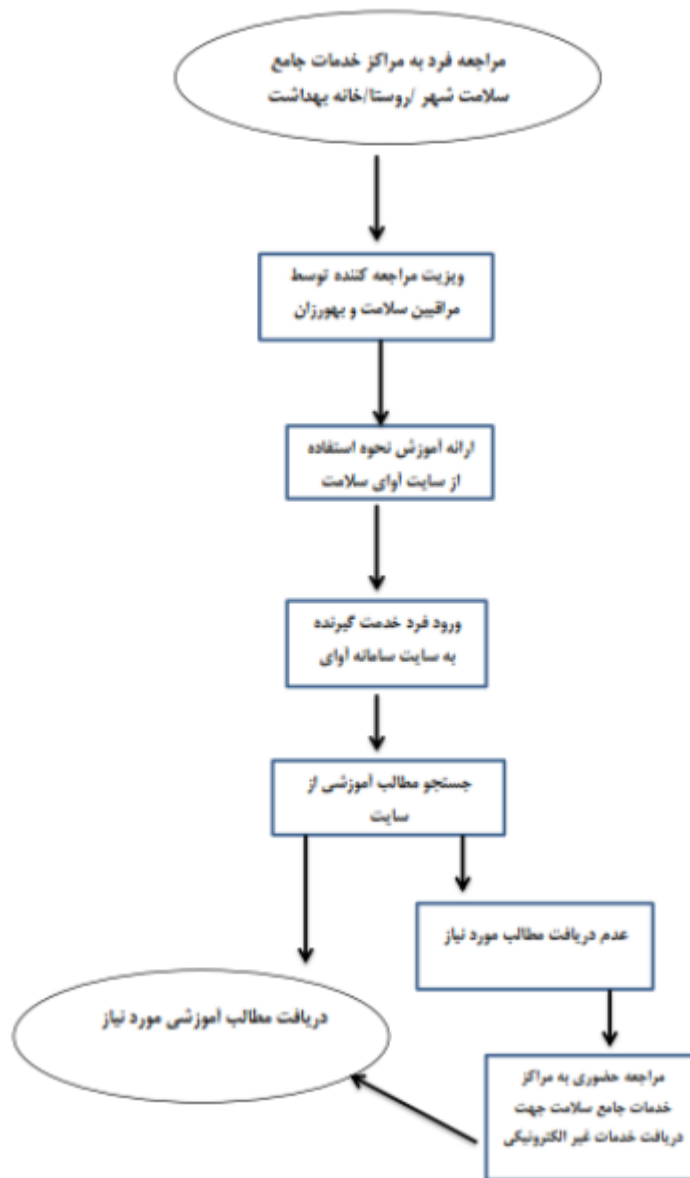 مراجعه فرد به مراکز خدمات جامع
سلامت شهر /روستا/خانه بهداشت
ویزیت مراجعه کننده توسط
مراقبین سلامت و بهورزان
ارائه آموزش نحوه استفاده
از سایت آوای سلامت
ورود فرد خدمت گیرنده
به سایت سامانه آوای
جستجو مطالب آموزشی از
سایت
عدم دریافت مطالب مورد نیاز
دریافت مطالب آموزشی مورد نیاز
مراجعه حضوری به مراکز
خدمات جامع سلامت جهت
دریافت خدمات غیر الکترونیکی